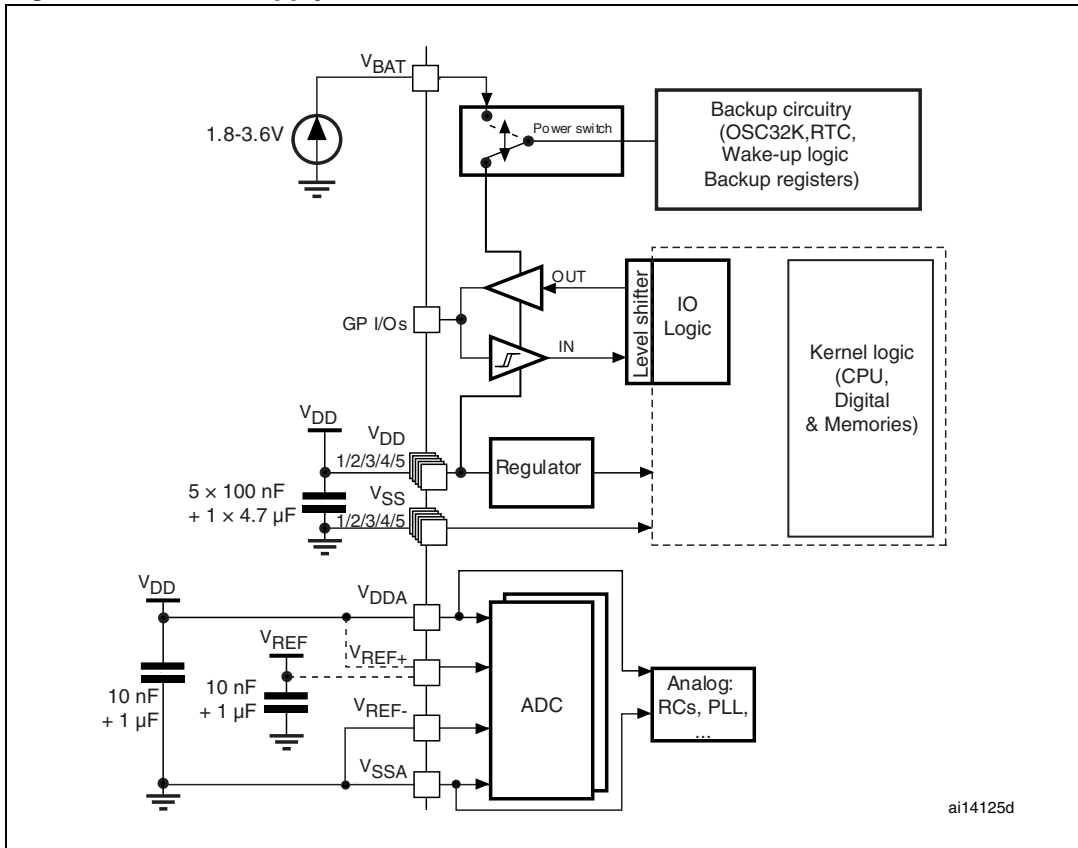 VBAT
1.8-3.6V
Power switch
Backup circuitry
(OSC32K,RTC,
Wake-up logic
Backup registers)
OUT
GP I/Os
IN
Level shifter
IO
Logic
Kernel logic
(CPU,
Digital
& Memories)
VDD
VDD
1/2/3/4/5
Regulator
5 × 100 nF
+ 1 × 4.7 µF
VSS
1/2/3/4/5
VDD
VDDA
VREF
VREF+
10 nF
+ 1 µF
10 nF
+ 1 µF
VREF-
ADC
Analog:
RCs, PLL,
...
VSSA
ai14125d